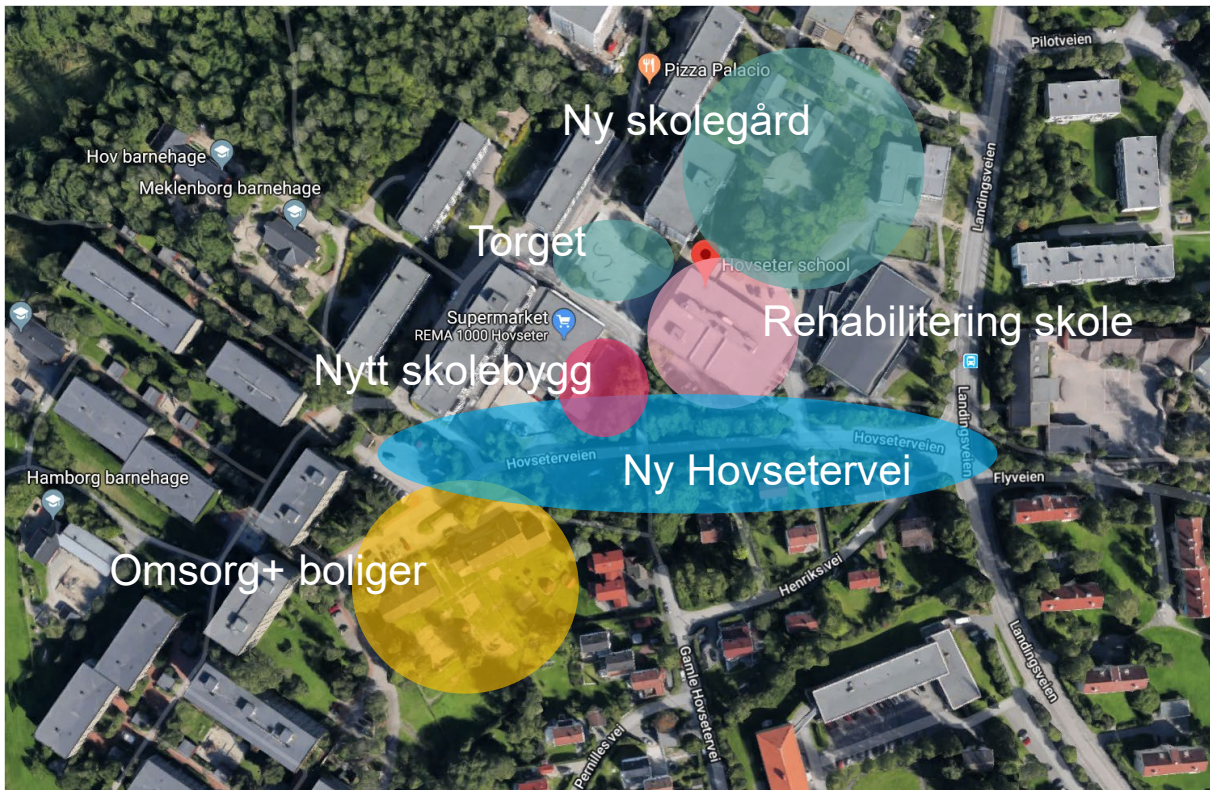 Pilotveien
Pizza Palacio
Ny skolegård
Hov barnehage
Meklenborg barnehage
Landingsveien
Torget
Hovseter school
Supermarket
REMA 1000 Hovseter
Rehabilitering skole
Nytt skolebygg
Landingsveien
Hovseterveien
Hovseterveien
Ny Hovsetervei
Flyveien
Hamborg barnehage
Omsorg+ boliger
Henriks vei
Landingsveien
Gamle Hovsetervei
Pernilles vei